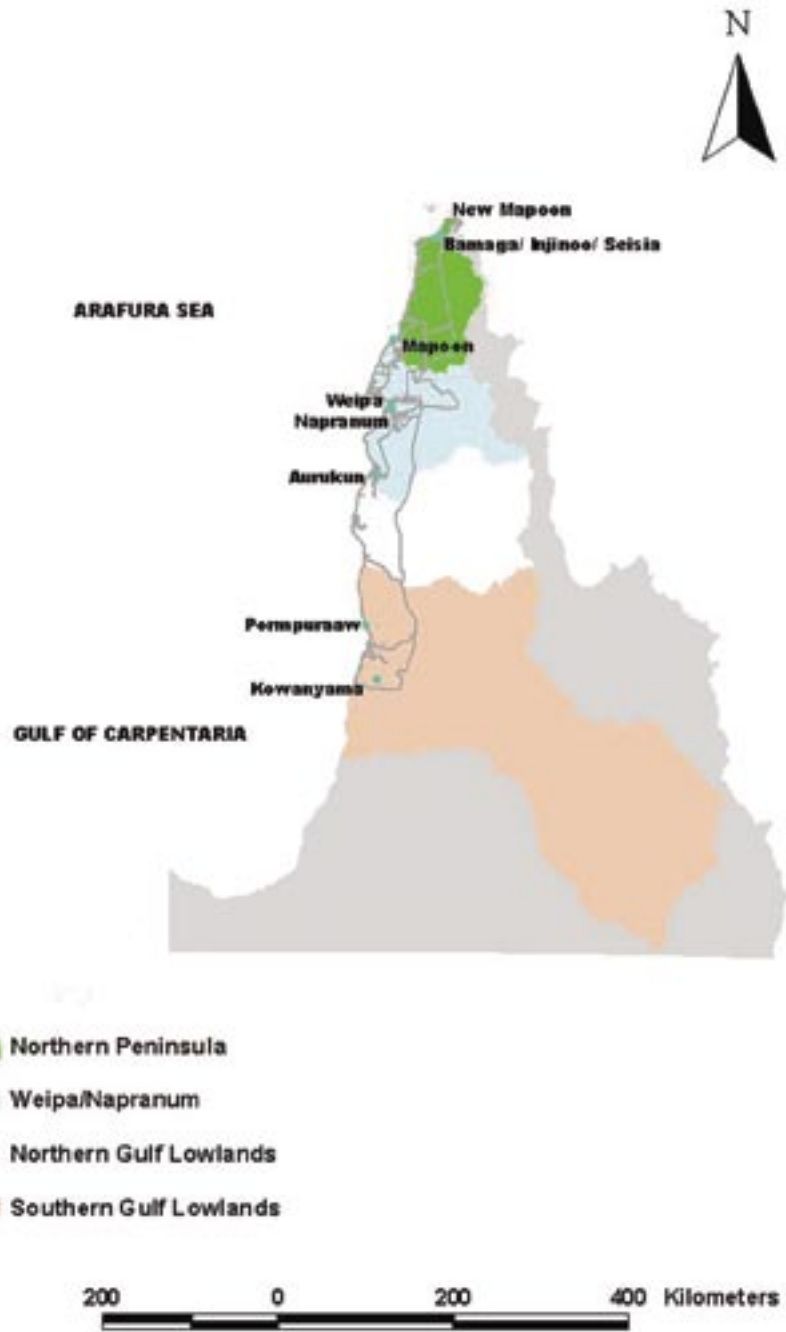 N
New Mapoon
Bamaga/ Injinoo/ Seisia
ARAFURA SEA
Mapoon
Weipa
Napranum
Aurukun
Pormpuraaw
Kowanyama
GULF OF CARPENTARIA
Northern Peninsula
Weipa/Napranum
Northern Gulf Lowlands
Southern Gulf Lowlands
200 0 200 400 Kilometers